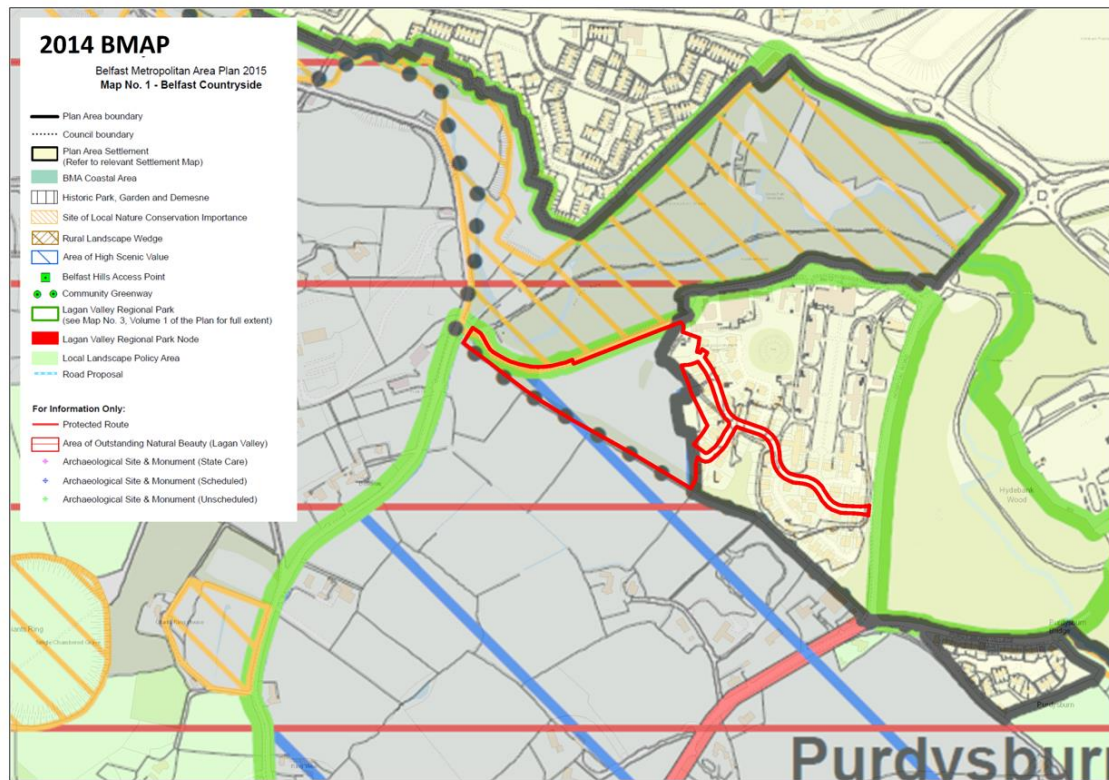 2014 BMAP
Belfast Metropolitan Area Plan 2015
Map No. 1 - Belfast Countryside
Plan Area boundary
Council boundary
Plan Area Settlement
(Refer to relevant Settlement Map)
BMA Coastal Area
Historic Park, Garden and Demesne
Site of Local Nature Conservation Importance
Rural Landscape Wedge
Area of High Scenic Value
Belfast Hills Access Point
Community Greenway
Lagan Valley Regional Park
(see Map No. 3, Volume 1 of the Plan for full extent)
Lagan Valley Regional Park Node
Local Landscape Policy Area
Road Proposal
For Information Only:
Protected Route
Area of Outstanding Natural Beauty (Lagan Valley)
Archaeological Site & Monument (State Care)
Archaeological Site & Monument (Scheduled)
Archaeological Site & Monument (Unscheduled)
Hydebank
Wood
Purdysburn
Purdysburn